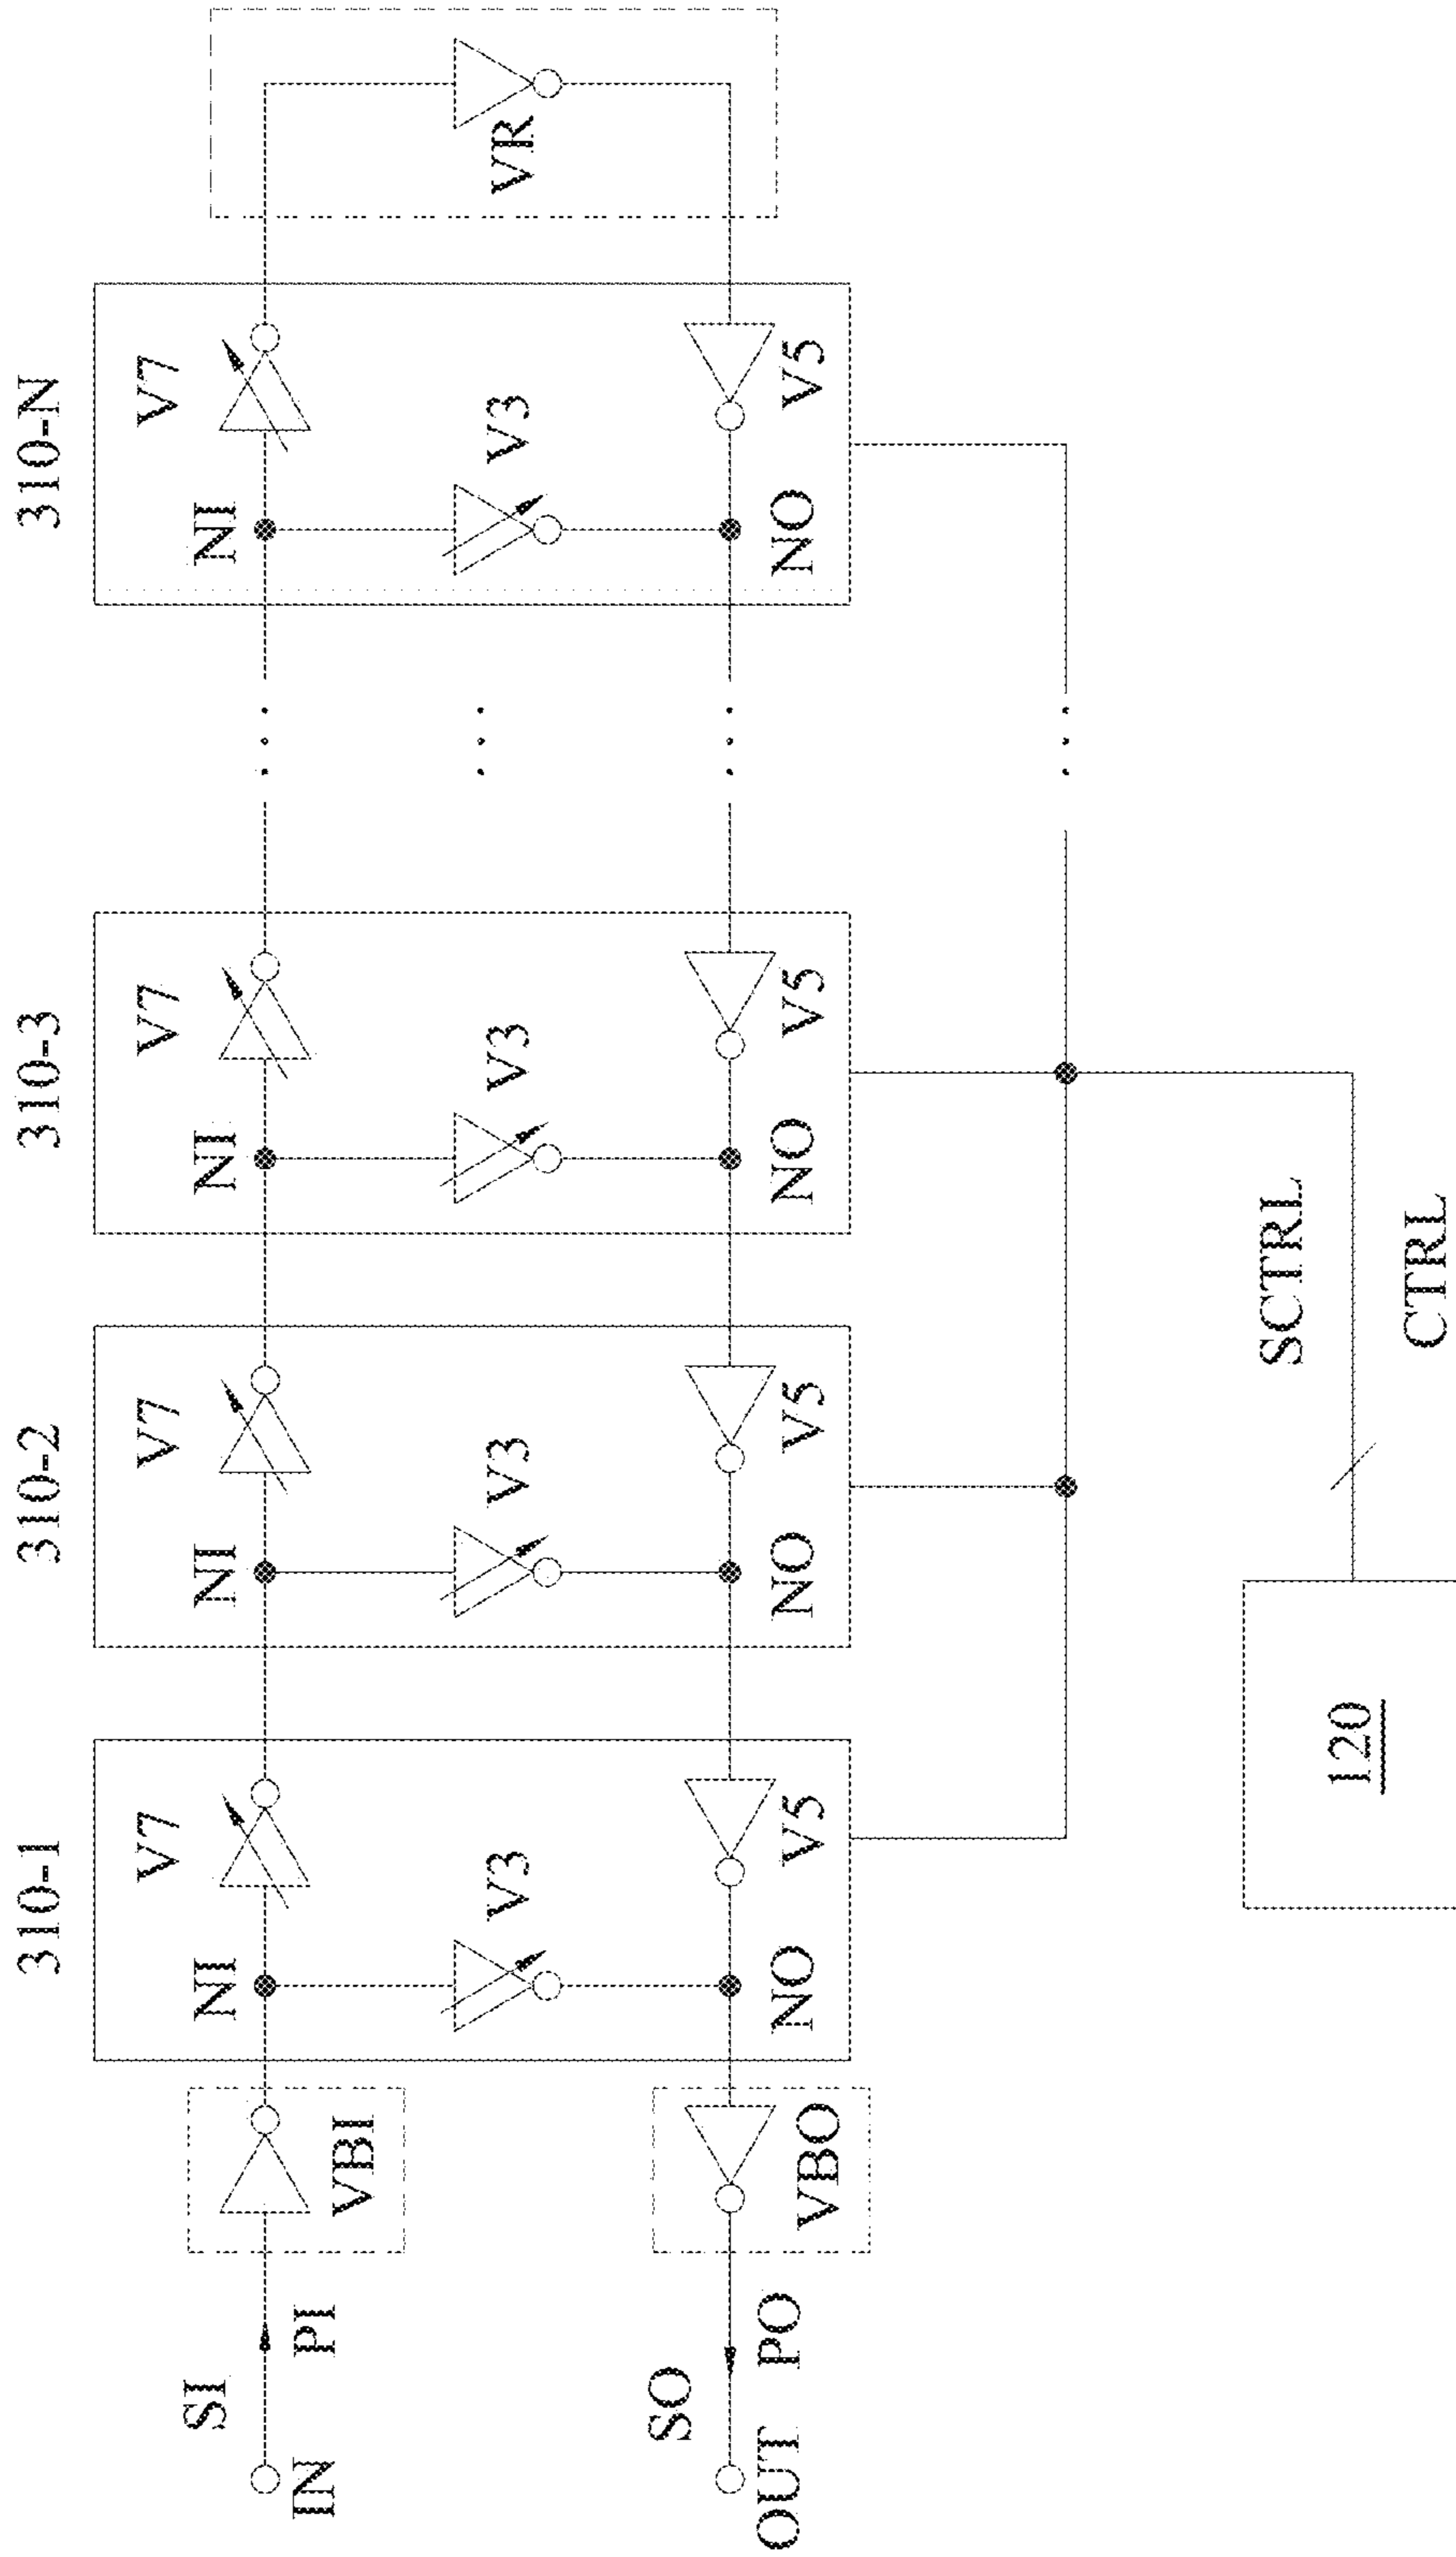 310-1
310-2
310-3
310-N
V7
V7
V7
V7
SI
NI
NI
NI
NI
IN
PI
VBI
V3
V3
V3
V3
VR
SO
OUT
PO
VBO
NO
V5
NO
V5
NO
V5
NO
V5
SCTRL
120
CTRL